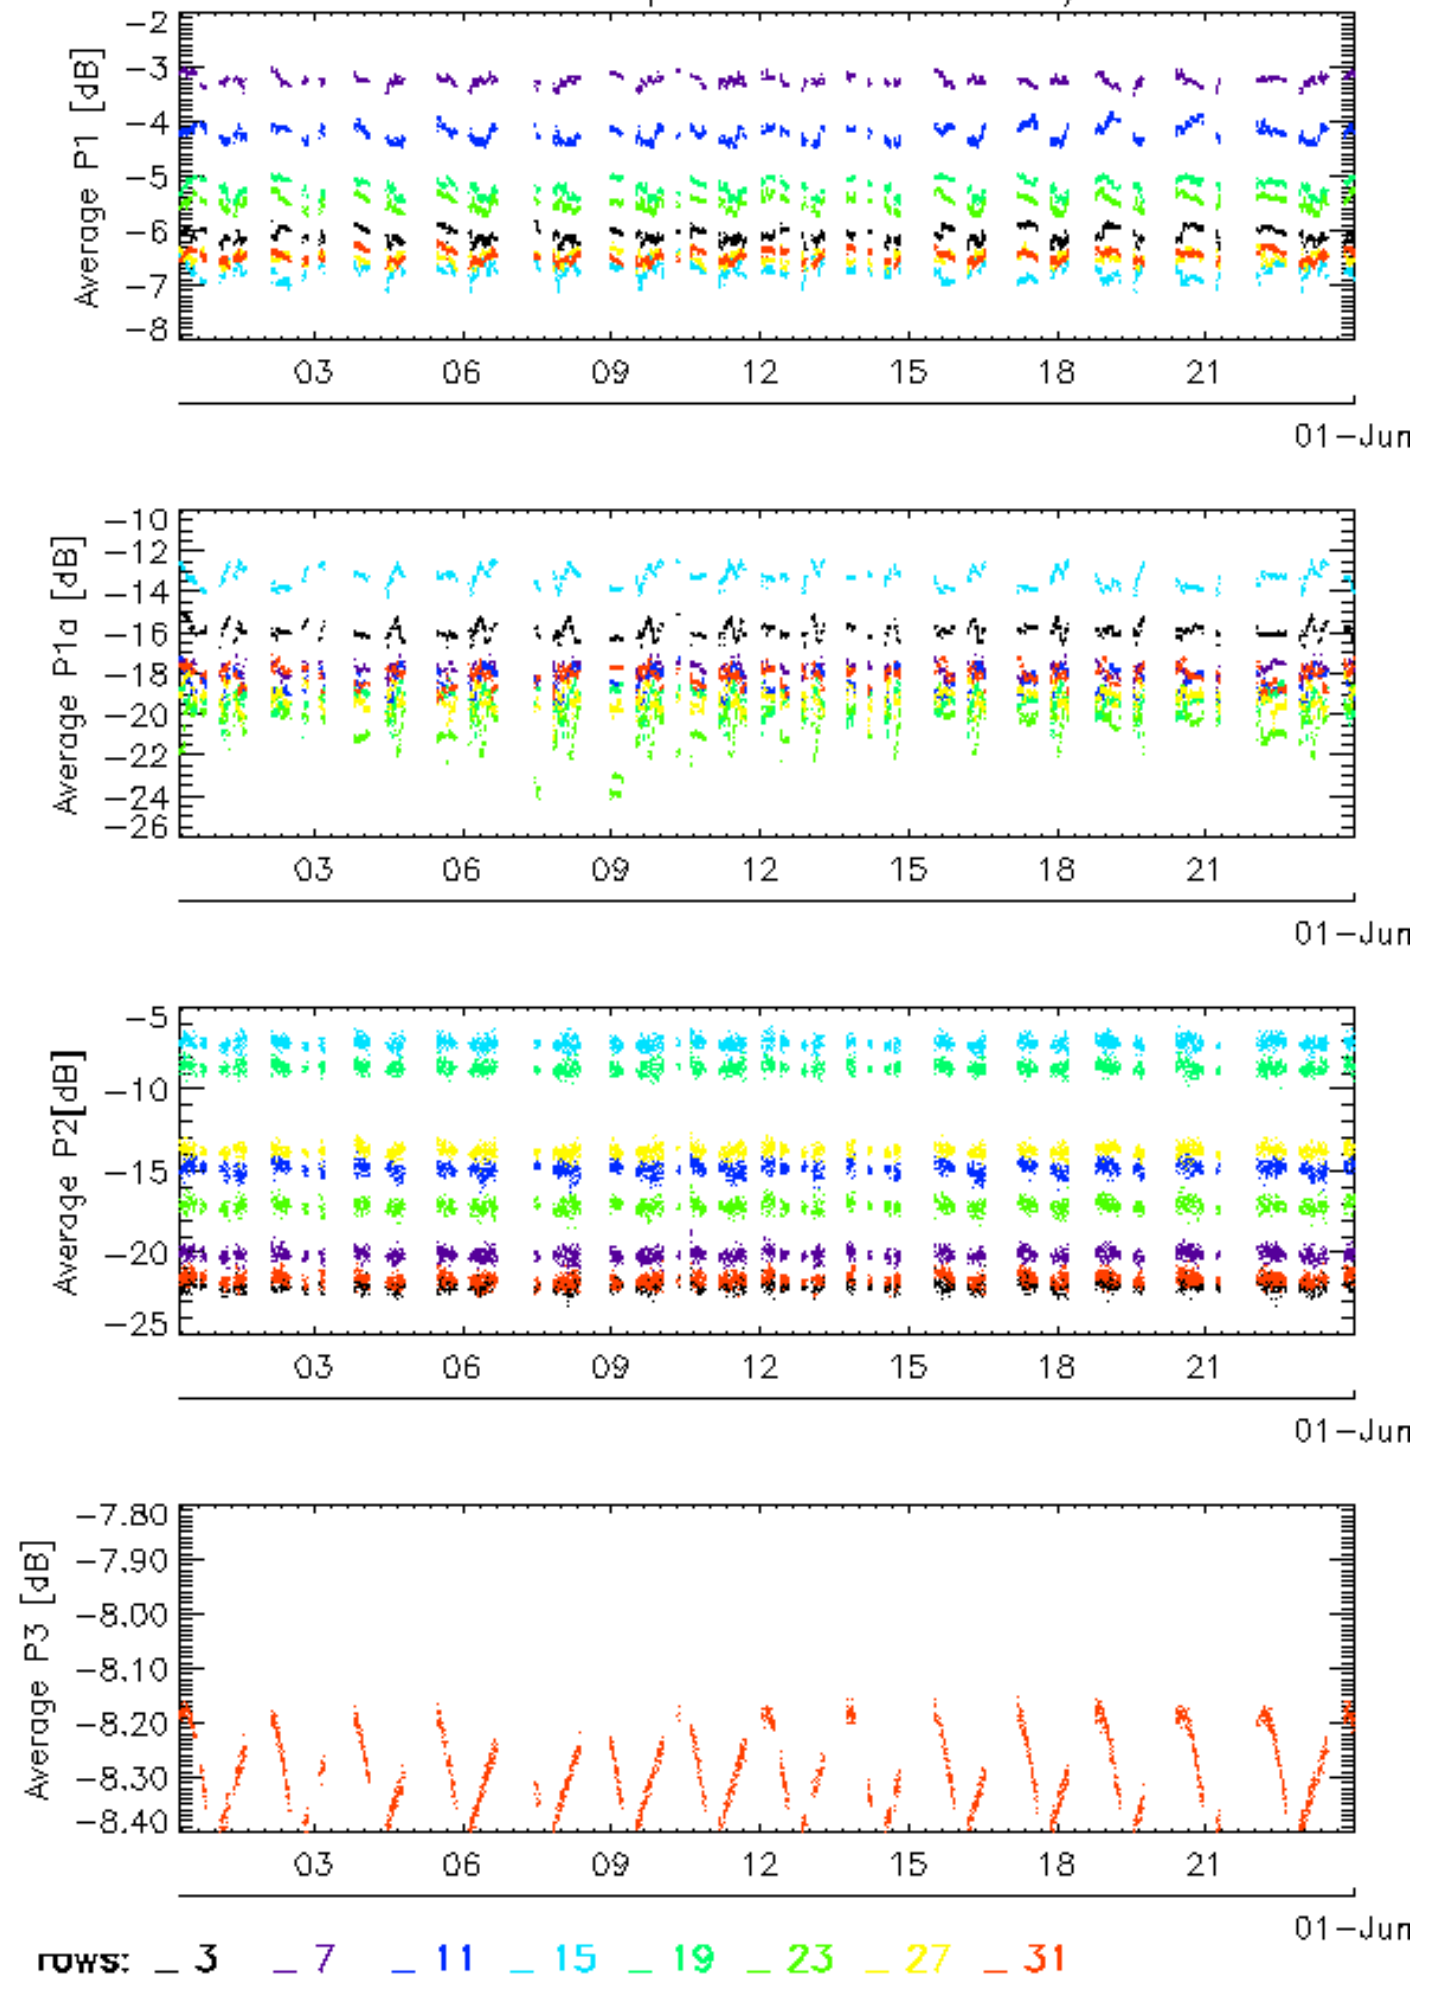 -2
-3
-4
-5
-6
-7
-8
Average P1 [dB]
03 06 09 12 15 18 21
01-Jun
-10
-12
-14
-16
-18
-20
-22
-24
-26
Average P1a [dB]
03 06 09 12 15 18 21
01-Jun
-5
-10
-15
-20
-25
Average P2[dB]
03 06 09 12 15 18 21
01-Jun
-7.80
-7.90
-8.00
-8.10
-8.20
-8.30
-8.40
Average P3 [dB]
03 06 09 12 15 18 21
01-Jun
rows: _ 3 _ 7 _ 11 _ 15 _ 19 _ 23 _ 27 _ 31